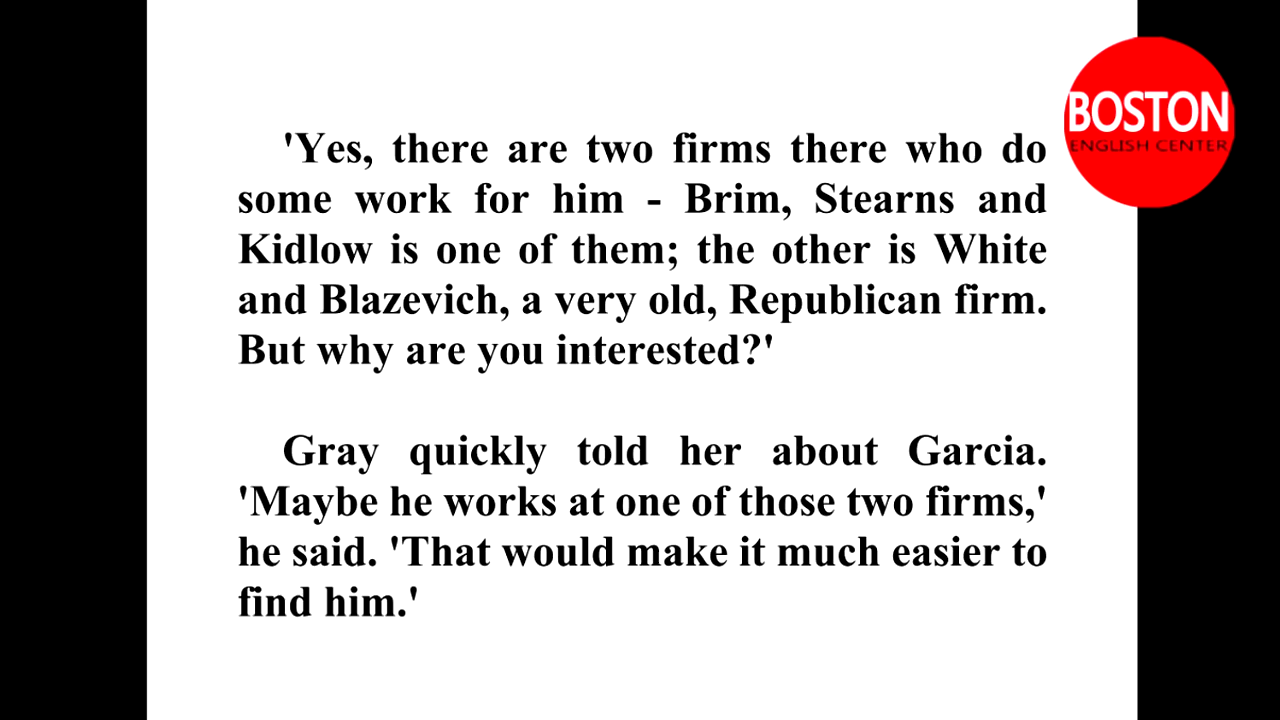 BOSTON
ENGLISH CENTER
'Yes, there are two firms there who do
some work for him - Brim, Stearns and
Kidlow is one of them; the other is White
and Blazevich, a very old, Republican firm.
But why are you interested?'
Gray quickly told her about Garcia.
'Maybe he works at one of those two firms,'
he said. 'That would make it much easier to
find him.'